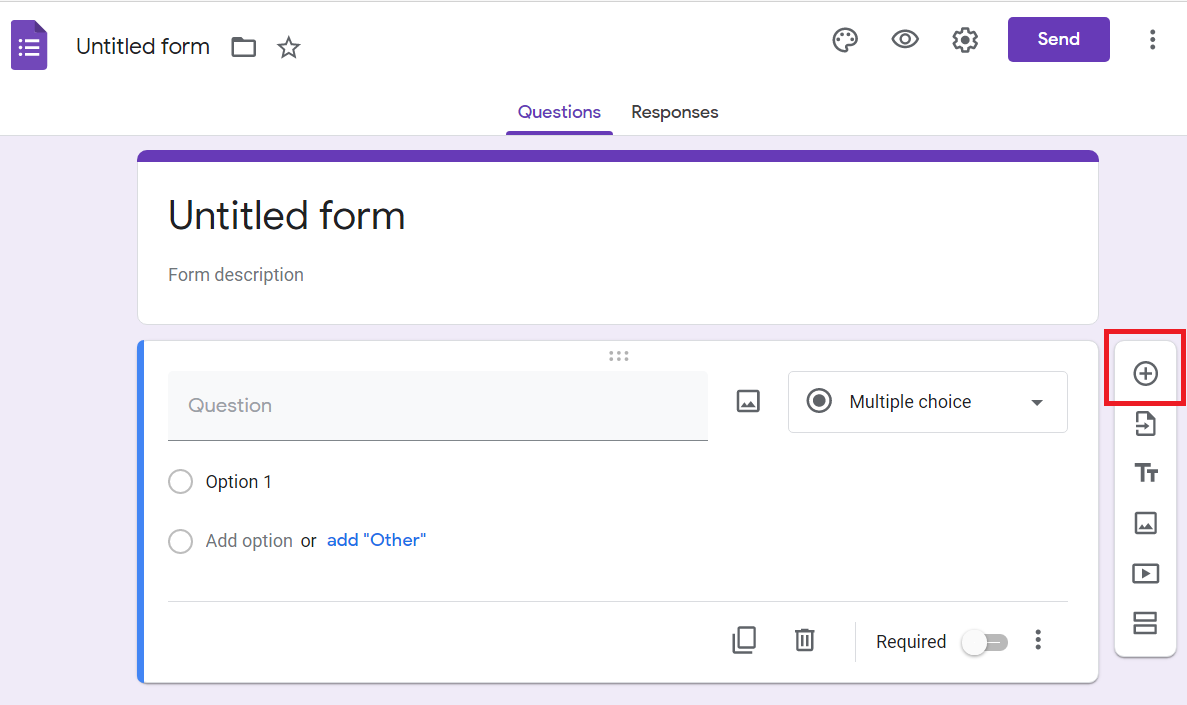 Untitled form
Send
Questions Responses
Untitled form
Form description
Question
Multiple choice
Option 1
Add option or add "Other"
Required